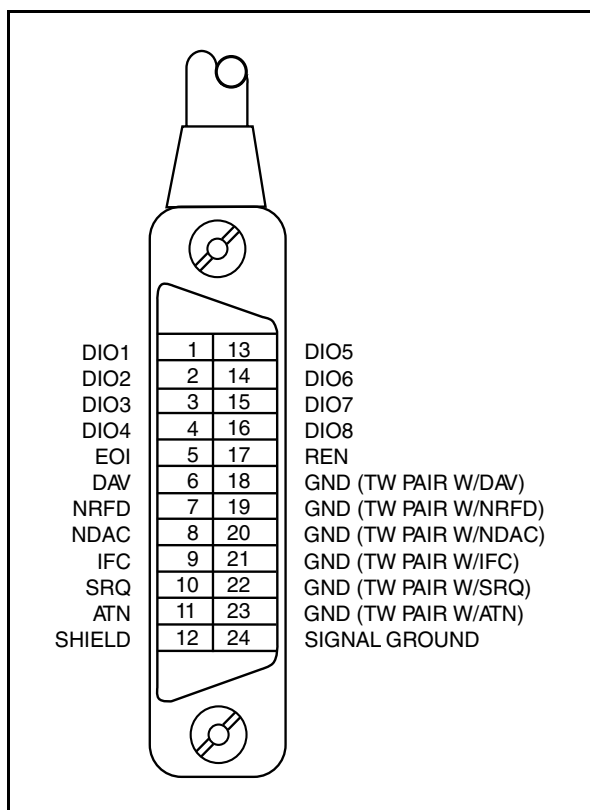 DIO1 1 13 DIO5
DIO2 2 14 DIO6
DIO3 3 15 DIO7
DIO4 4 16 DIO8
EOI 5 17 REN
DAV 6 18 GND (TW PAIR W/DAV)
NRFD 7 19 GND (TW PAIR W/NRFD)
NDAC 8 20 GND (TW PAIR W/NDAC)
IFC 9 21 GND (TW PAIR W/IFC)
SRQ 10 22 GND (TW PAIR W/SRQ)
ATN 11 23 GND (TW PAIR W/ATN)
SHIELD 12 24 SIGNAL GROUND